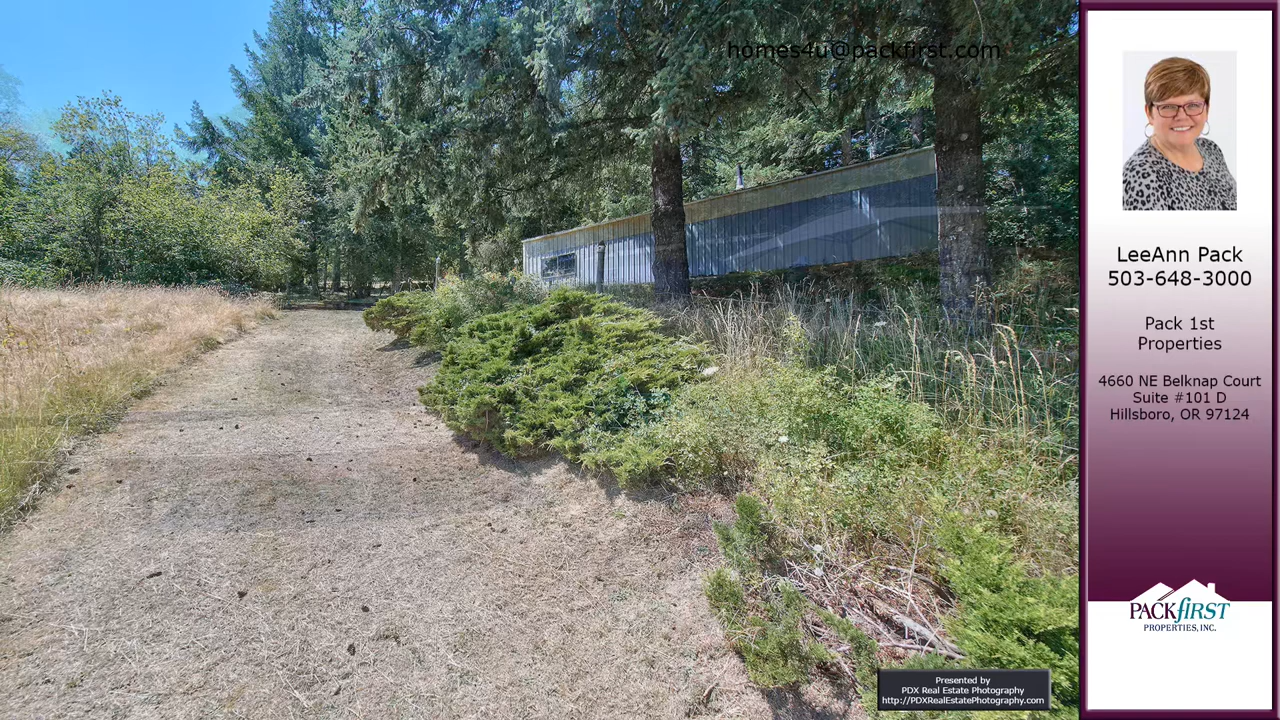 homes4u@packfirst.com
LeeAnn Pack
503-648-3000
Pack 1st
Properties
4660 NE Belknap Court
Suite #101 D
Hillsboro, OR 97124
PACKfirst
PROPERTIES, INC.
Presented by
PDX Real Estate Photography
http://PDXRealEstatePhotography.com